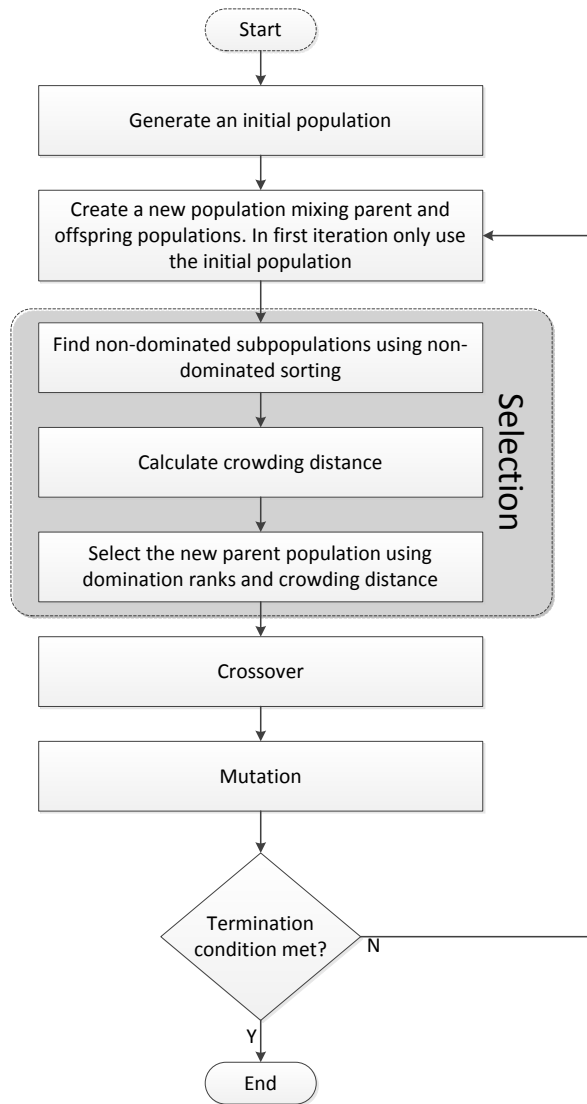 Start
Generate an initial population
Create a new population mixing parent and
offspring populations. In first iteration only use
the initial population
Find non-dominated subpopulations using non-
dominated sorting
Calculate crowding distance
Select the new parent population using
domination ranks and crowding distance
Selection
Crossover
Mutation
Termination
condition met?
N
Y
End